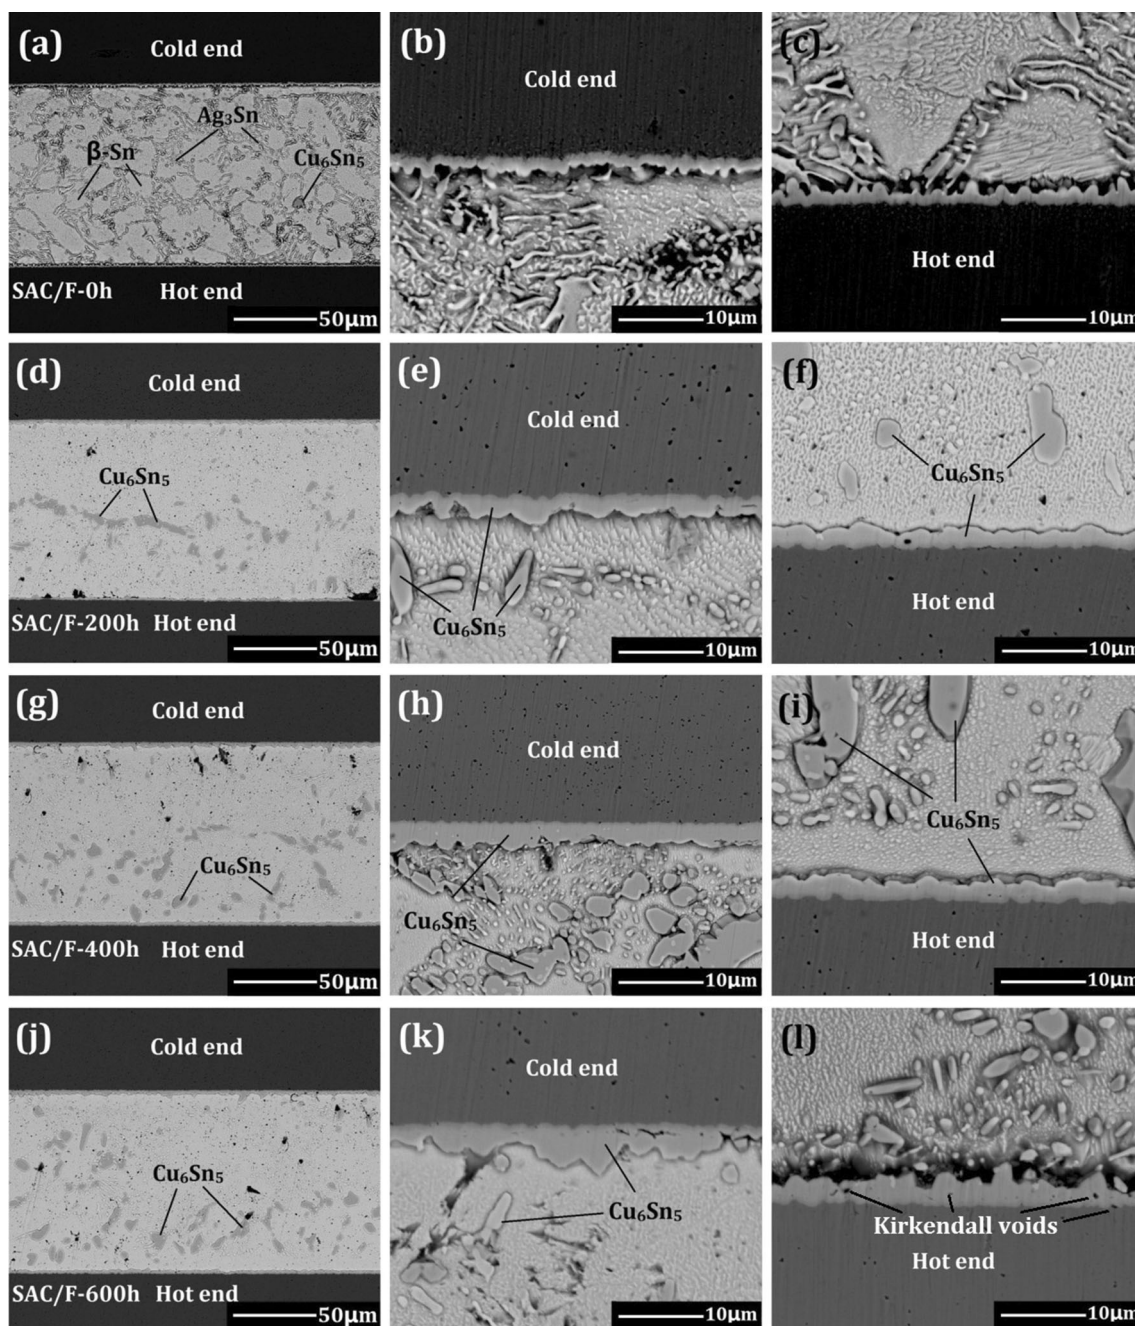 (a)
Cold end
Ag₃Sn
β-Sn
Cu₆Sn₅
SAC/F-0h Hot end
50μm
(b)
Cold end
10μm
(c)
Hot end
10μm
(d)
Cold end
Cu₆Sn₅
SAC/F-200h Hot end
50μm
(e)
Cold end
Cu₆Sn₅
10μm
(f)
Cu₆Sn₅
Hot end
10μm
(g)
Cold end
Cu₆Sn₅
SAC/F-400h Hot end
50μm
(h)
Cold end
Cu₆Sn₅
10μm
(i)
Cu₆Sn₅
Hot end
10μm
(j)
Cold end
Cu₆Sn₅
SAC/F-600h Hot end
50μm
(k)
Cold end
Cu₆Sn₅
10μm
(l)
Kirkendall voids
Hot end
10μm